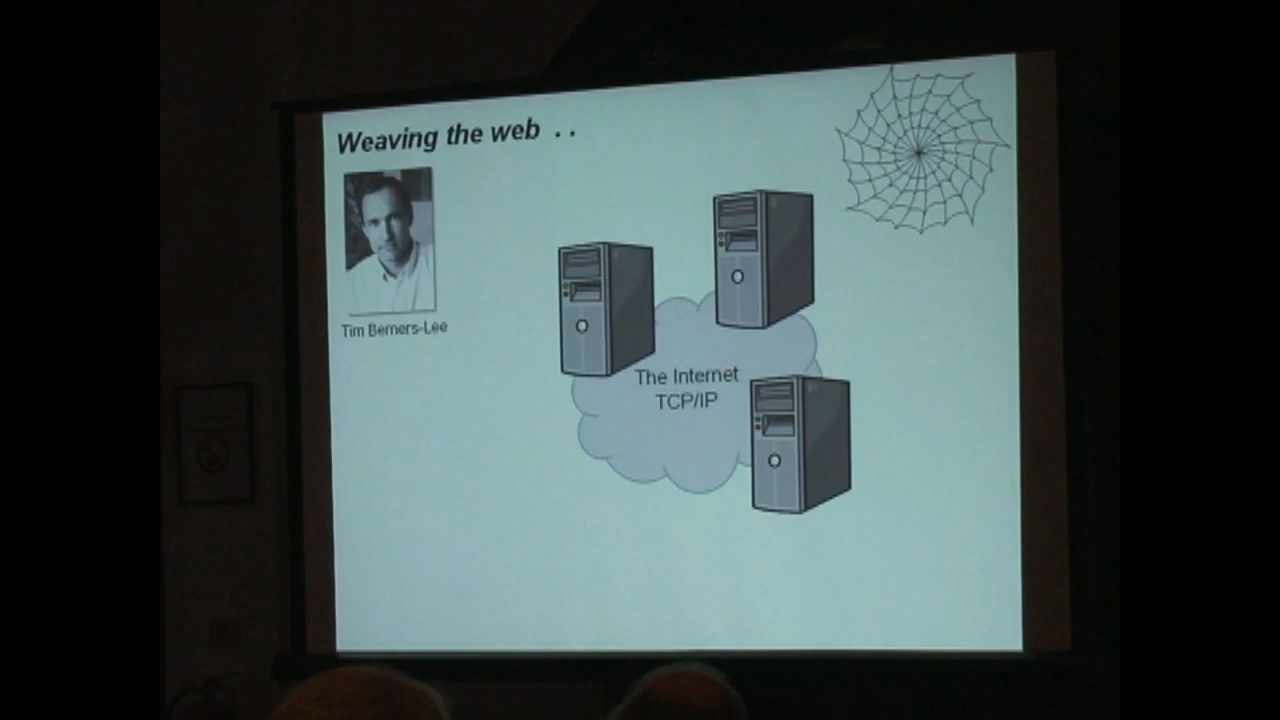 Weaving the web . .
Tim Berners-Lee
The Internet
TCP/IP